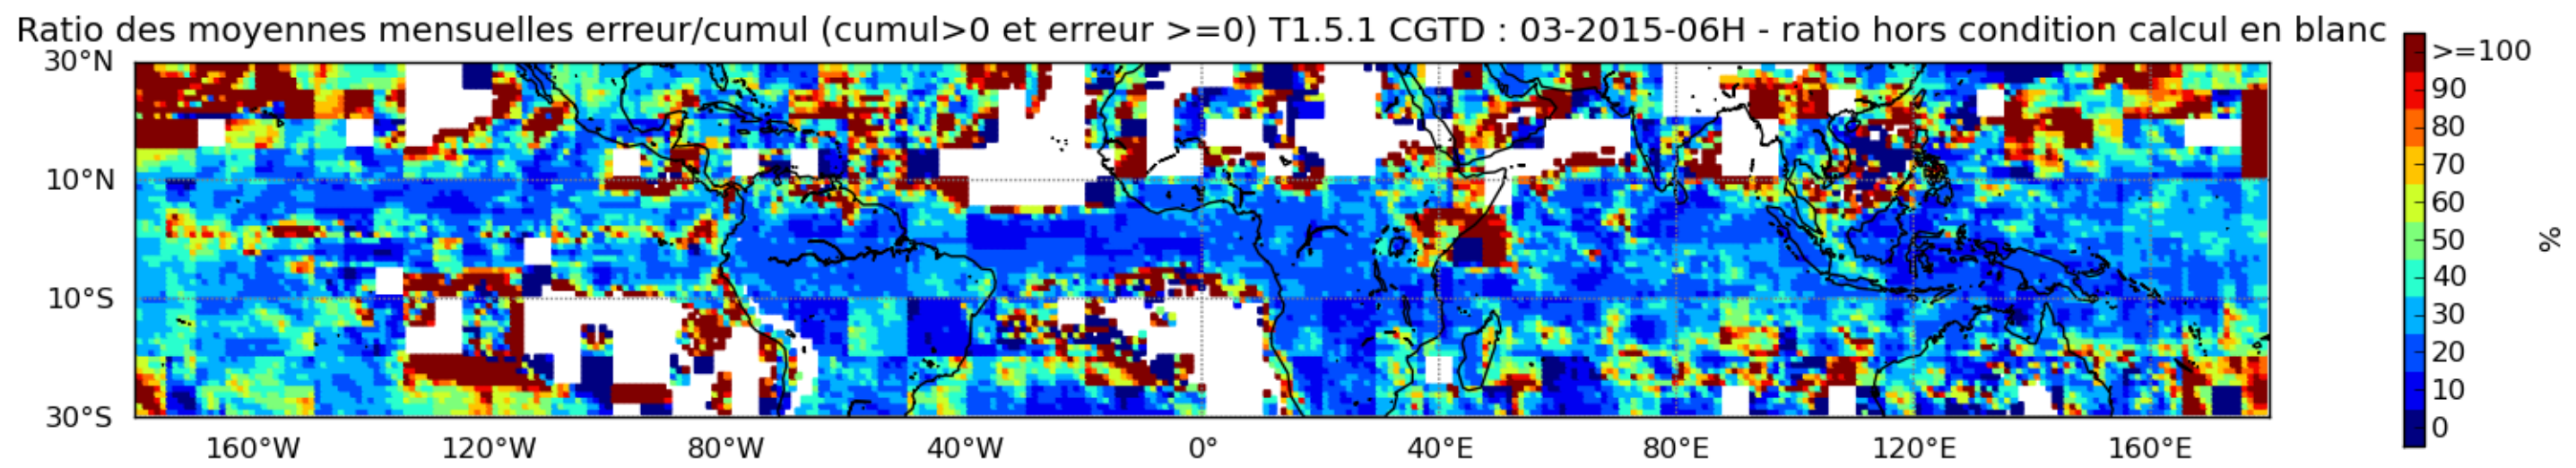 Ratio des moyennes mensuelles erreur/cumul (cumul>0 et erreur >=0) T1.5.1 CGTD : 03-2015-06H - ratio hors condition calcul en blanc
30°N
10°N
10°S
30°S
160°W 120°W 80°W 40°W 0° 40°E 80°E 120°E 160°E
>=100
90
80
70
60
50
40
30
20
10
0
%